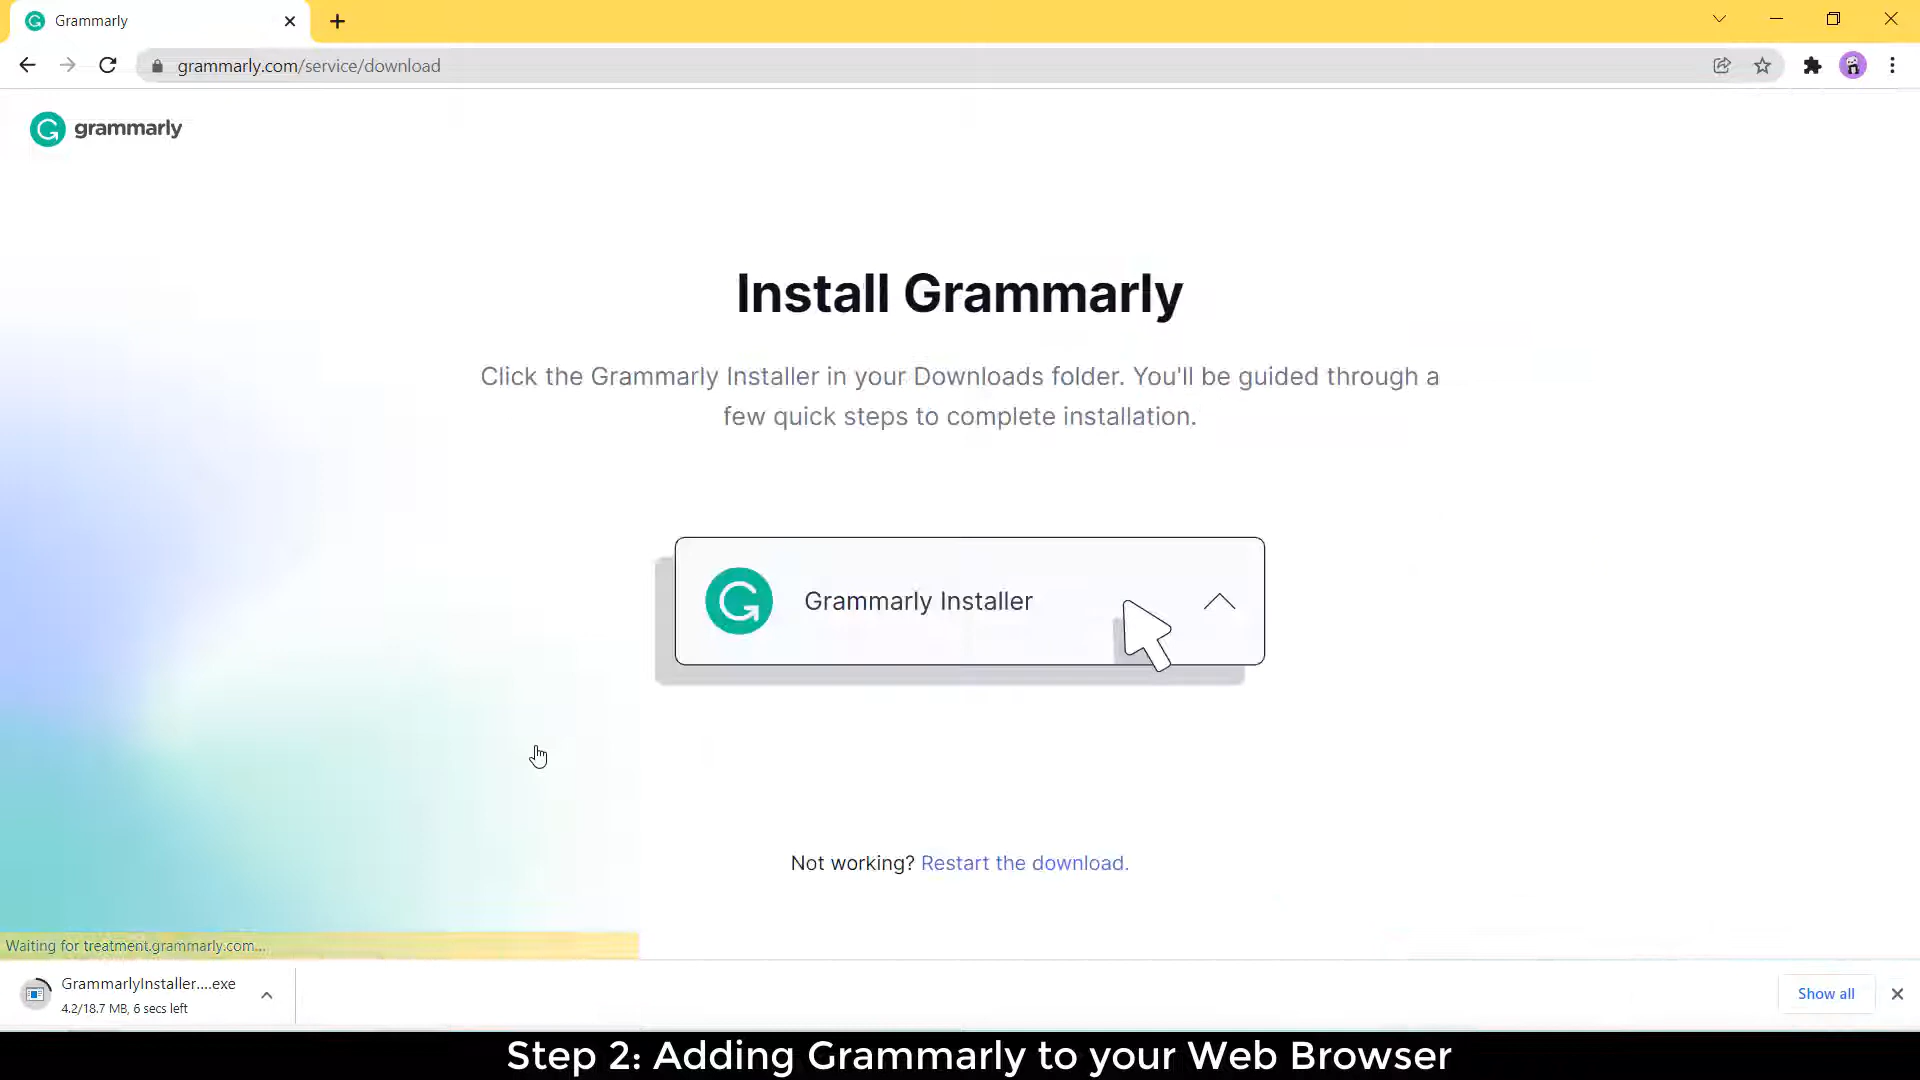 Grammarly
grammarly.com/service/download
grammarly
Install Grammarly
Click the Grammarly Installer in your Downloads folder. You'll be guided through a
few quick steps to complete installation.
Grammarly Installer
Not working? Restart the download.
Waiting for treatment.grammarly.com...
GrammarlyInstaller....exe
4.2/18.7 MB, 6 secs left
Show all
Step 2: Adding Grammarly to your Web Browser